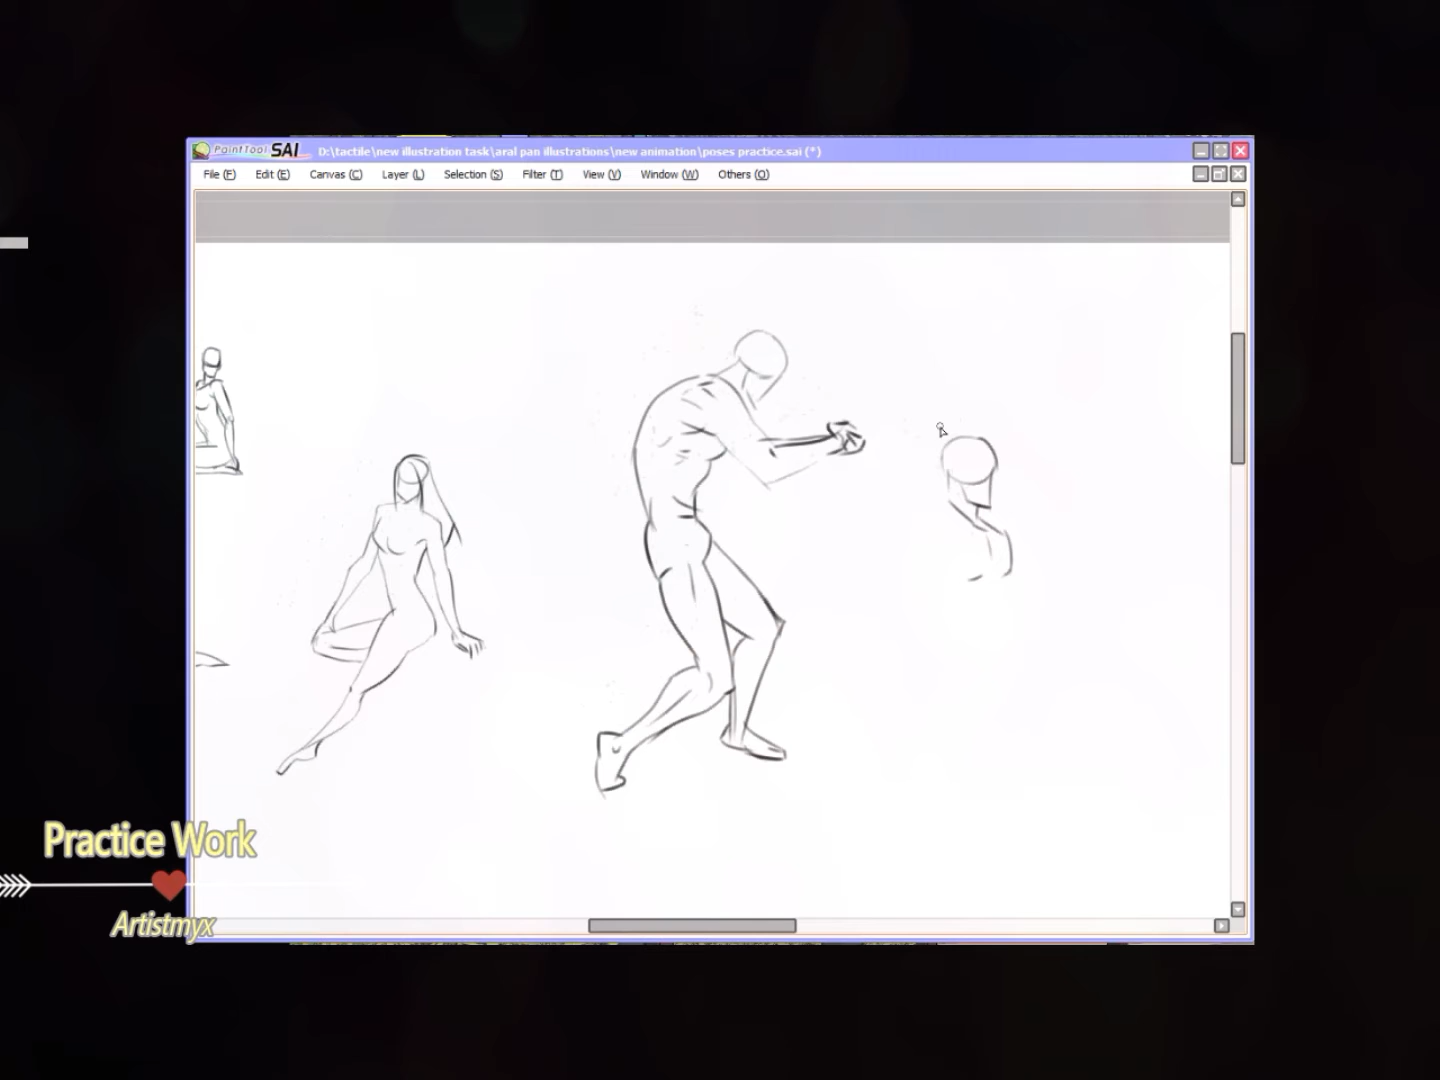 PaintTool SAI D:\tactile\new illustration task\aral pan illustrations\new animation\poses practice.sai (*)
File (F) Edit (E) Canvas (C) Layer (L) Selection (S) Filter (T) View (V) Window (W) Others (O)
Practice Work
Artistmyx